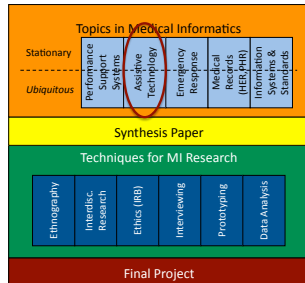 Topics in Medical Informatics
Stationary
Ubiquitous
Performance
Support
Systems
Assistive
Technology
Emergency
Response
Medical
Records
(HER,PHR)
Information
Systems &
Standards
Synthesis Paper
Techniques for MI Research
Ethnography
Interdisc.
Research
Ethics (IRB)
Interviewing
Prototyping
Data Analysis
Final Project